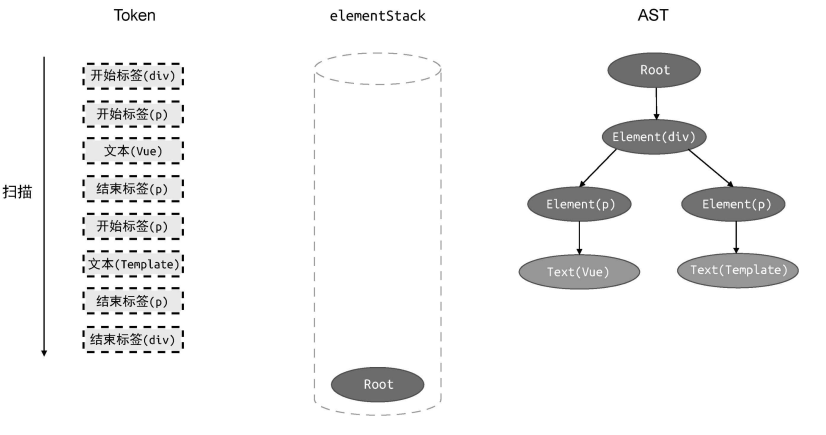 Token
elementStack
AST
扫描
开始标签(div)
开始标签(p)
文本(Vue)
结束标签(p)
开始标签(p)
文本(Template)
结束标签(p)
结束标签(div)
Root
Root
Element(div)
Element(p)
Element(p)
Text(Vue)
Text(Template)